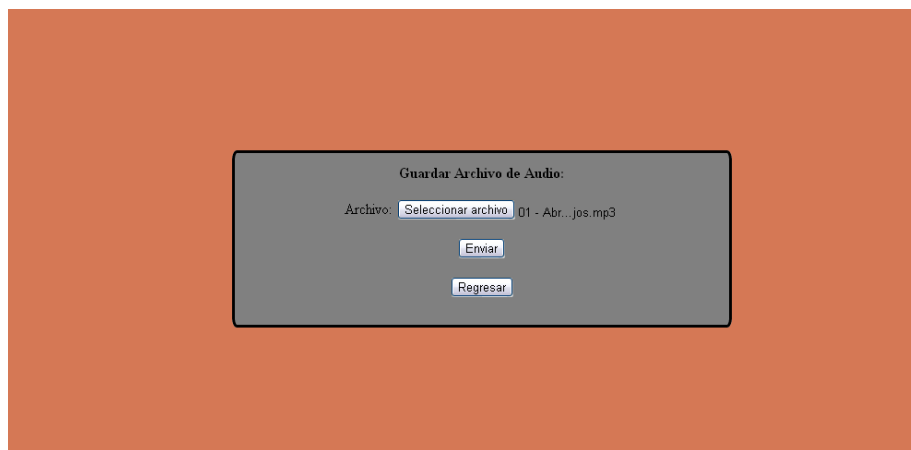 Guardar Archivo de Audio:
Archivo: Seleccionar archivo 01 - Abr...jos.mp3
Enviar
Regresar